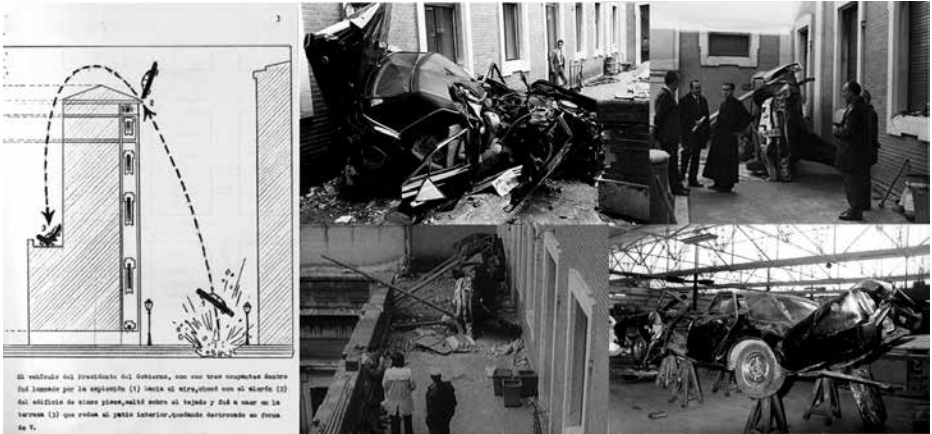 3
El vehículo del Presidente del Gobierno, con sus tres ocupantes dentro
fué lanzado por la explosión (1) hacia el aire,chocó con el alerón (2)
del edificio de cinco pisos,saltó sobre el tejado y fué a caer en la
terraza (3) que rodea el patio interior,quedando destrozado en forma
de V.